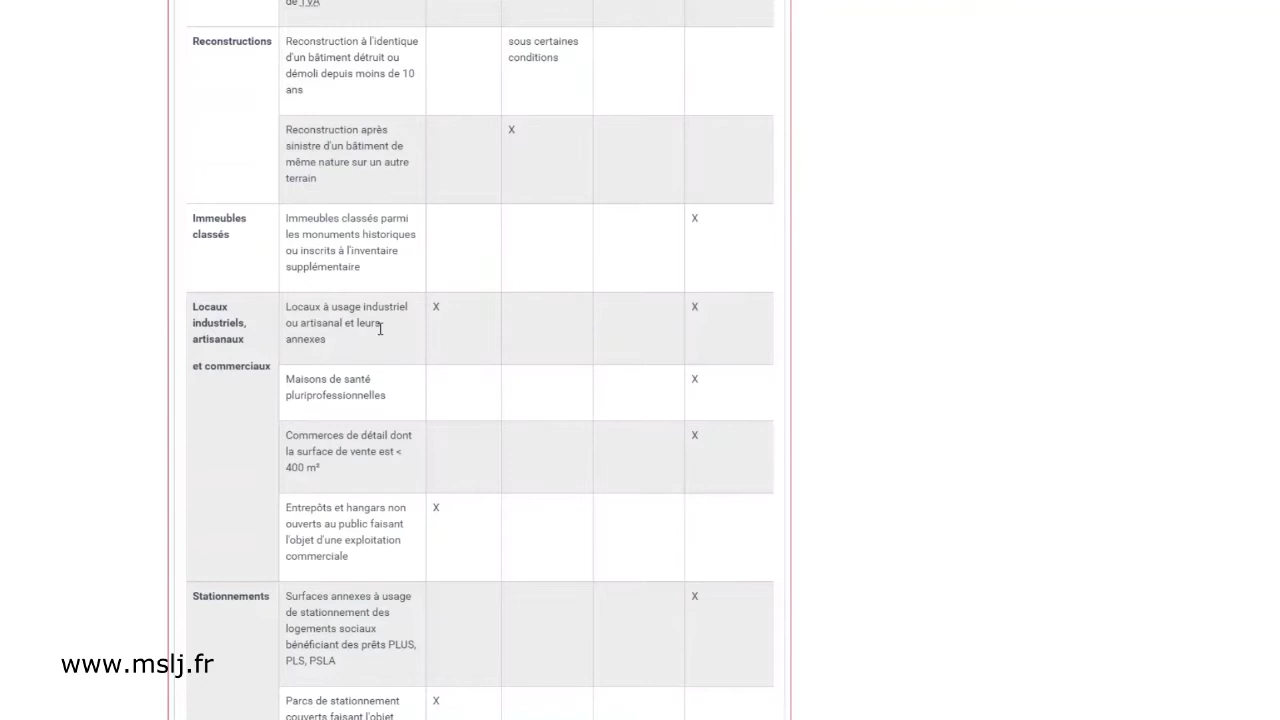 de TVA
Reconstructions
Reconstruction à l'identique
d'un bâtiment détruit ou
démoli depuis moins de 10
ans
sous certaines
conditions
Reconstruction après
sinistre d'un bâtiment de
même nature sur un autre
terrain
X
Immeubles
classés
Immeubles classés parmi
les monuments historiques
ou inscrits à l'inventaire
supplémentaire
X
Locaux
industriels,
artisanaux
et commerciaux
Locaux à usage industriel
ou artisanal et leurs
annexes
X
X
Maisons de santé
pluriprofessionnelles
X
Commerces de détail dont
la surface de vente est <
400 m²
X
Entrepôts et hangars non
ouverts au public faisant
l'objet d'une exploitation
commerciale
X
Stationnements
Surfaces annexes à usage
de stationnement des
logements sociaux
bénéficiant des prêts PLUS,
PLS, PSLA
X
Parcs de stationnement
couverts faisant l'objet
X
www.mslj.fr